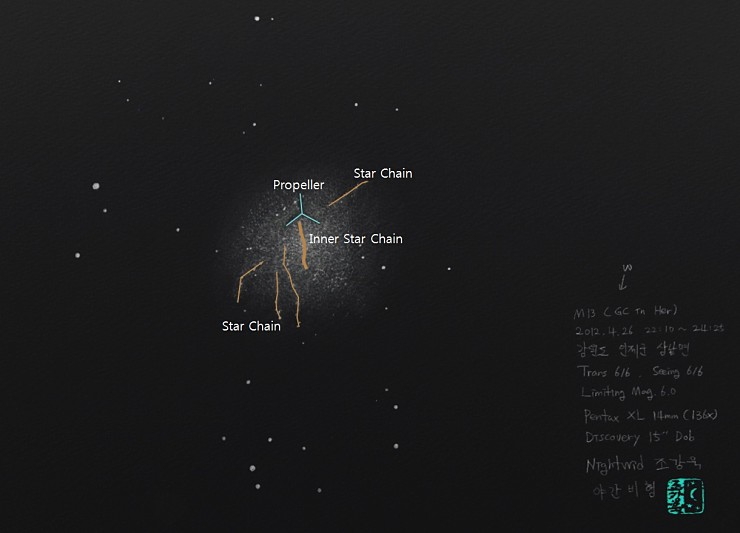 Propeller
Star Chain
Inner Star Chain
Star Chain
W
M13 (GC in Her)
2012. 4. 26 22:10 ~ 24:25
강원도 인제군 상남면
Trans 6/6 . Seeing 6/6
Limiting Mag. 6.0
Pentax XL 14mm (136x)
Discovery 15" Dob
Nightwid 조강욱
야간비행